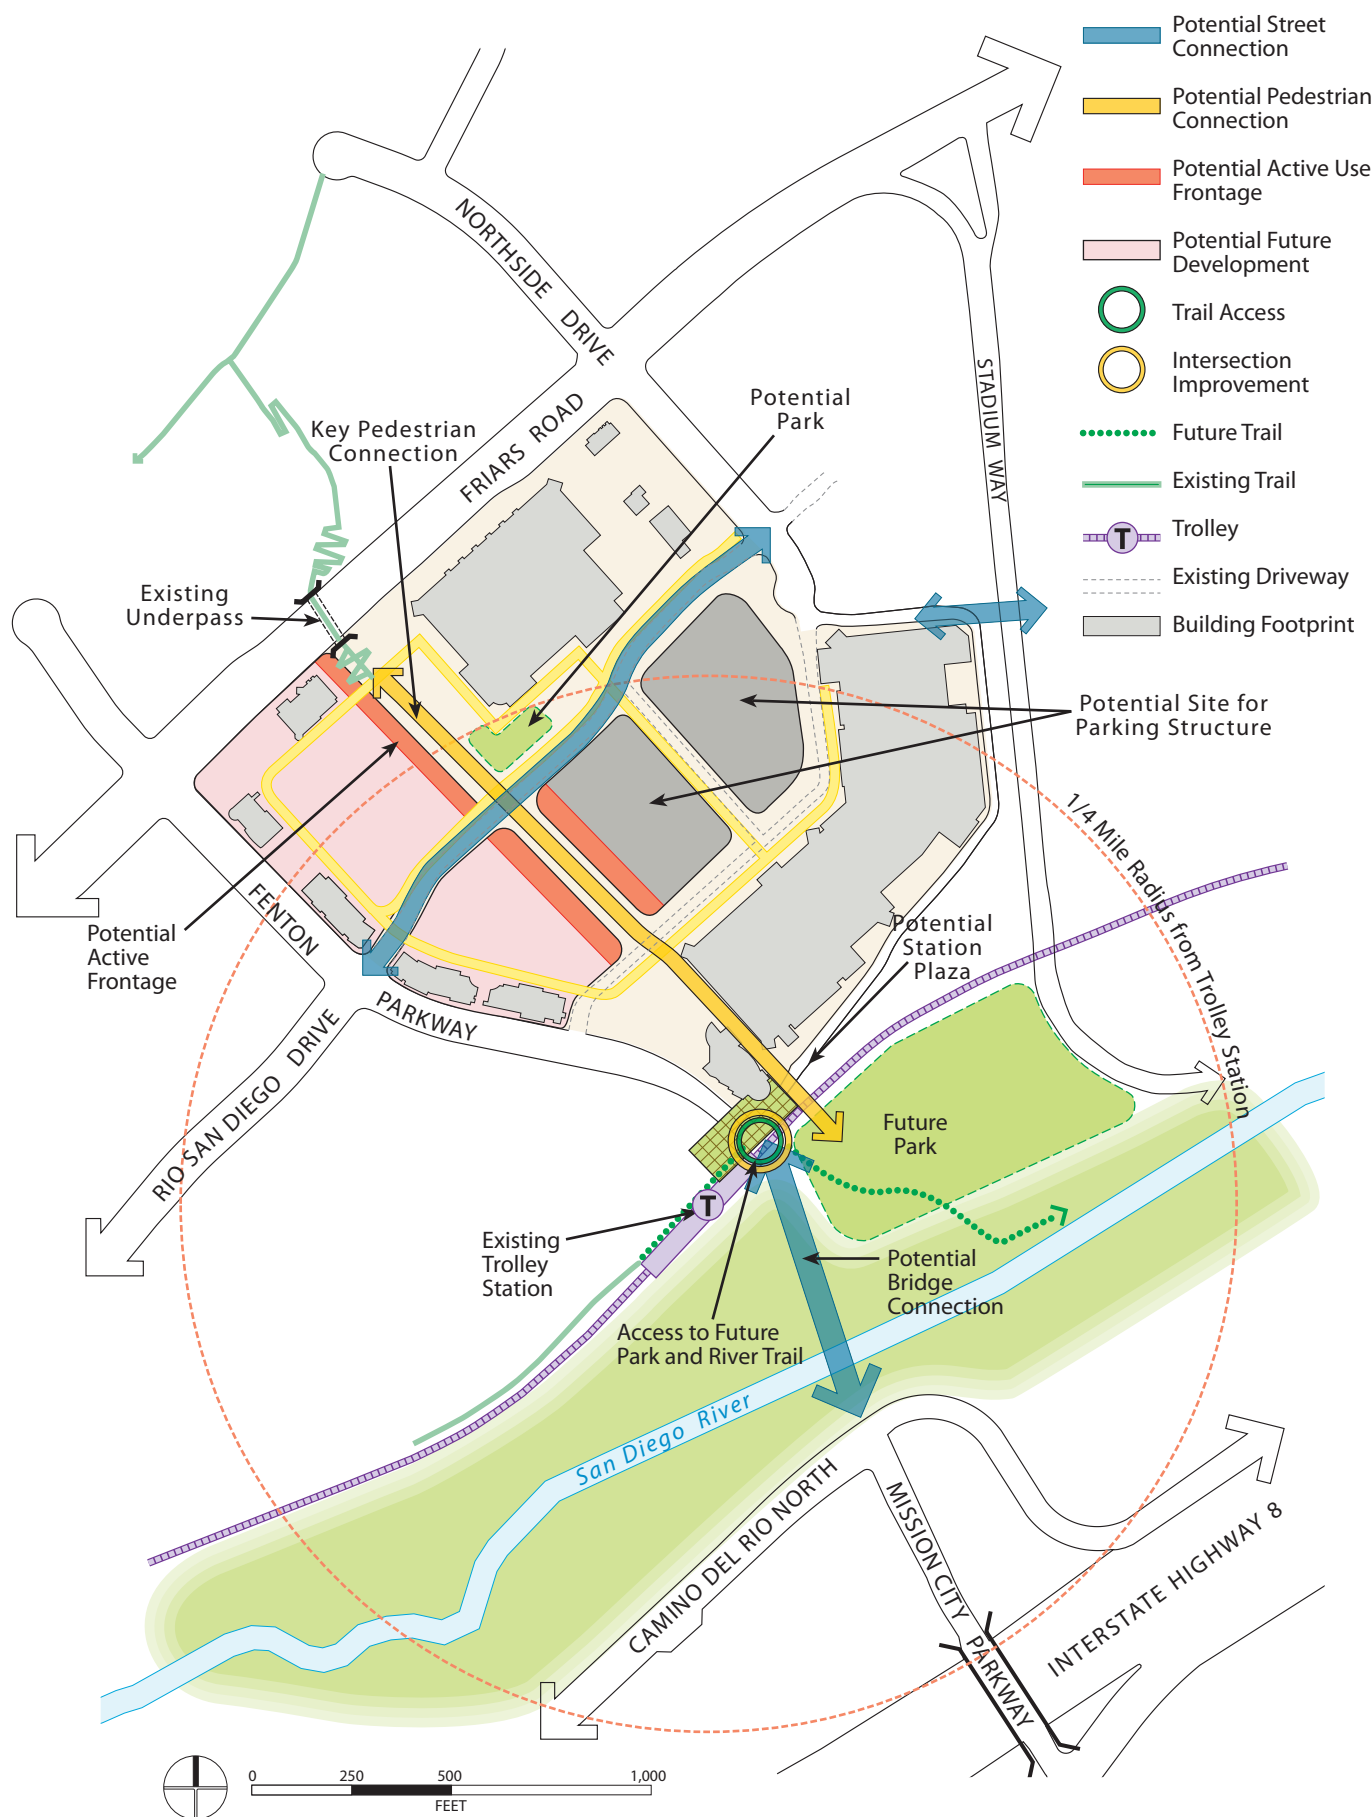 Potential Street
Connection
Potential Pedestrian
Connection
Potential Active Use
Frontage
Potential Future
Development
Trail Access
Intersection
Improvement
Future Trail
Existing Trail
T
Trolley
Existing Driveway
Building Footprint
NORTHSIDE DRIVE
FRIARS ROAD
STADIUM WAY
Potential
Park
Key Pedestrian
Connection
Existing
Underpass
Potential Site for
Parking Structure
1/4 Mile Radius from Trolley Station
Potential
Active
Frontage
FENTON
PARKWAY
RIO SAN DIEGO DRIVE
Potential
Station
Plaza
Future
Park
T
Existing
Trolley
Station
Potential
Bridge
Connection
Access to Future
Park and River Trail
San Diego River
CAMINO DEL RIO NORTH
MISSION CITY
PARKWAY
INTERSTATE HIGHWAY 8
0 250 500 1,000
FEET